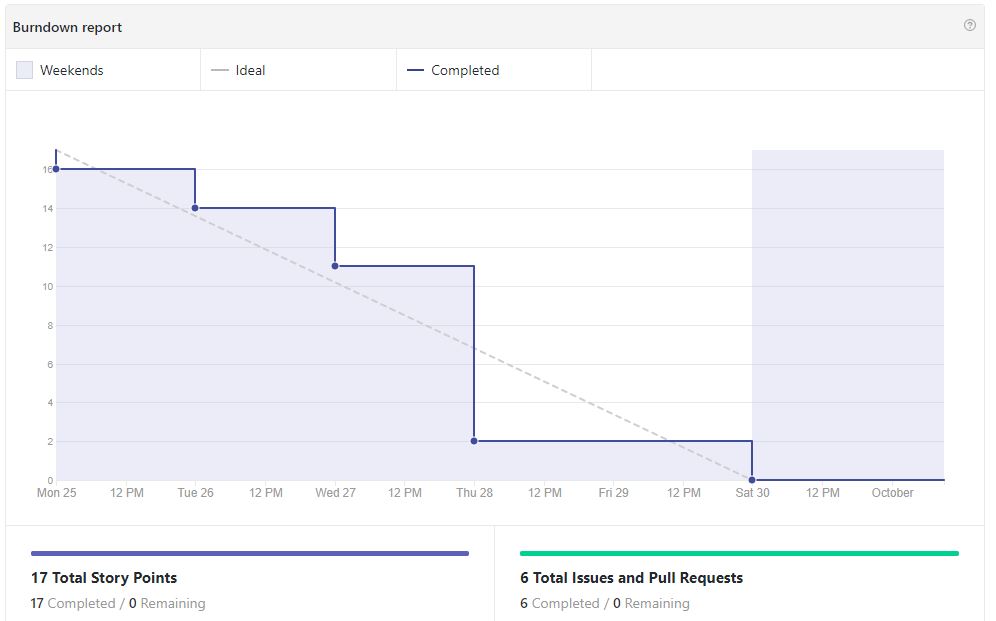 Burndown report
Weekends
Ideal
Completed
16
14
12
10
8
6
4
2
0
Mon 25 12 PM Tue 26 12 PM Wed 27 12 PM Thu 28 12 PM Fri 29 12 PM Sat 30 12 PM October
17 Total Story Points
17 Completed / 0 Remaining
6 Total Issues and Pull Requests
6 Completed / 0 Remaining